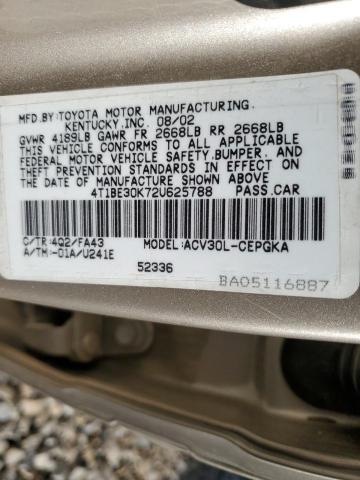 MFD.BY:TOYOTA MOTOR MANUFACTURING.
KENTUCKY.INC. 08/02
GVWR 4189LB GAWR FR 2668LB RR 2668LB
THIS VEHICLE CONFORMS TO ALL APPLICABLE
FEDERAL MOTOR VEHICLE SAFETY.BUMPER. AND
THEFT PREVENTION STANDARDS IN EFFECT ON
THE DATE OF MANUFACTURE SHOWN ABOVE.
4T1BE30K72U625788 PASS.CAR
C/TR:4Q2/FA43 MODEL:ACV30L-CEPGKA
A/TM:-01A/U241E
52336
BA05116887